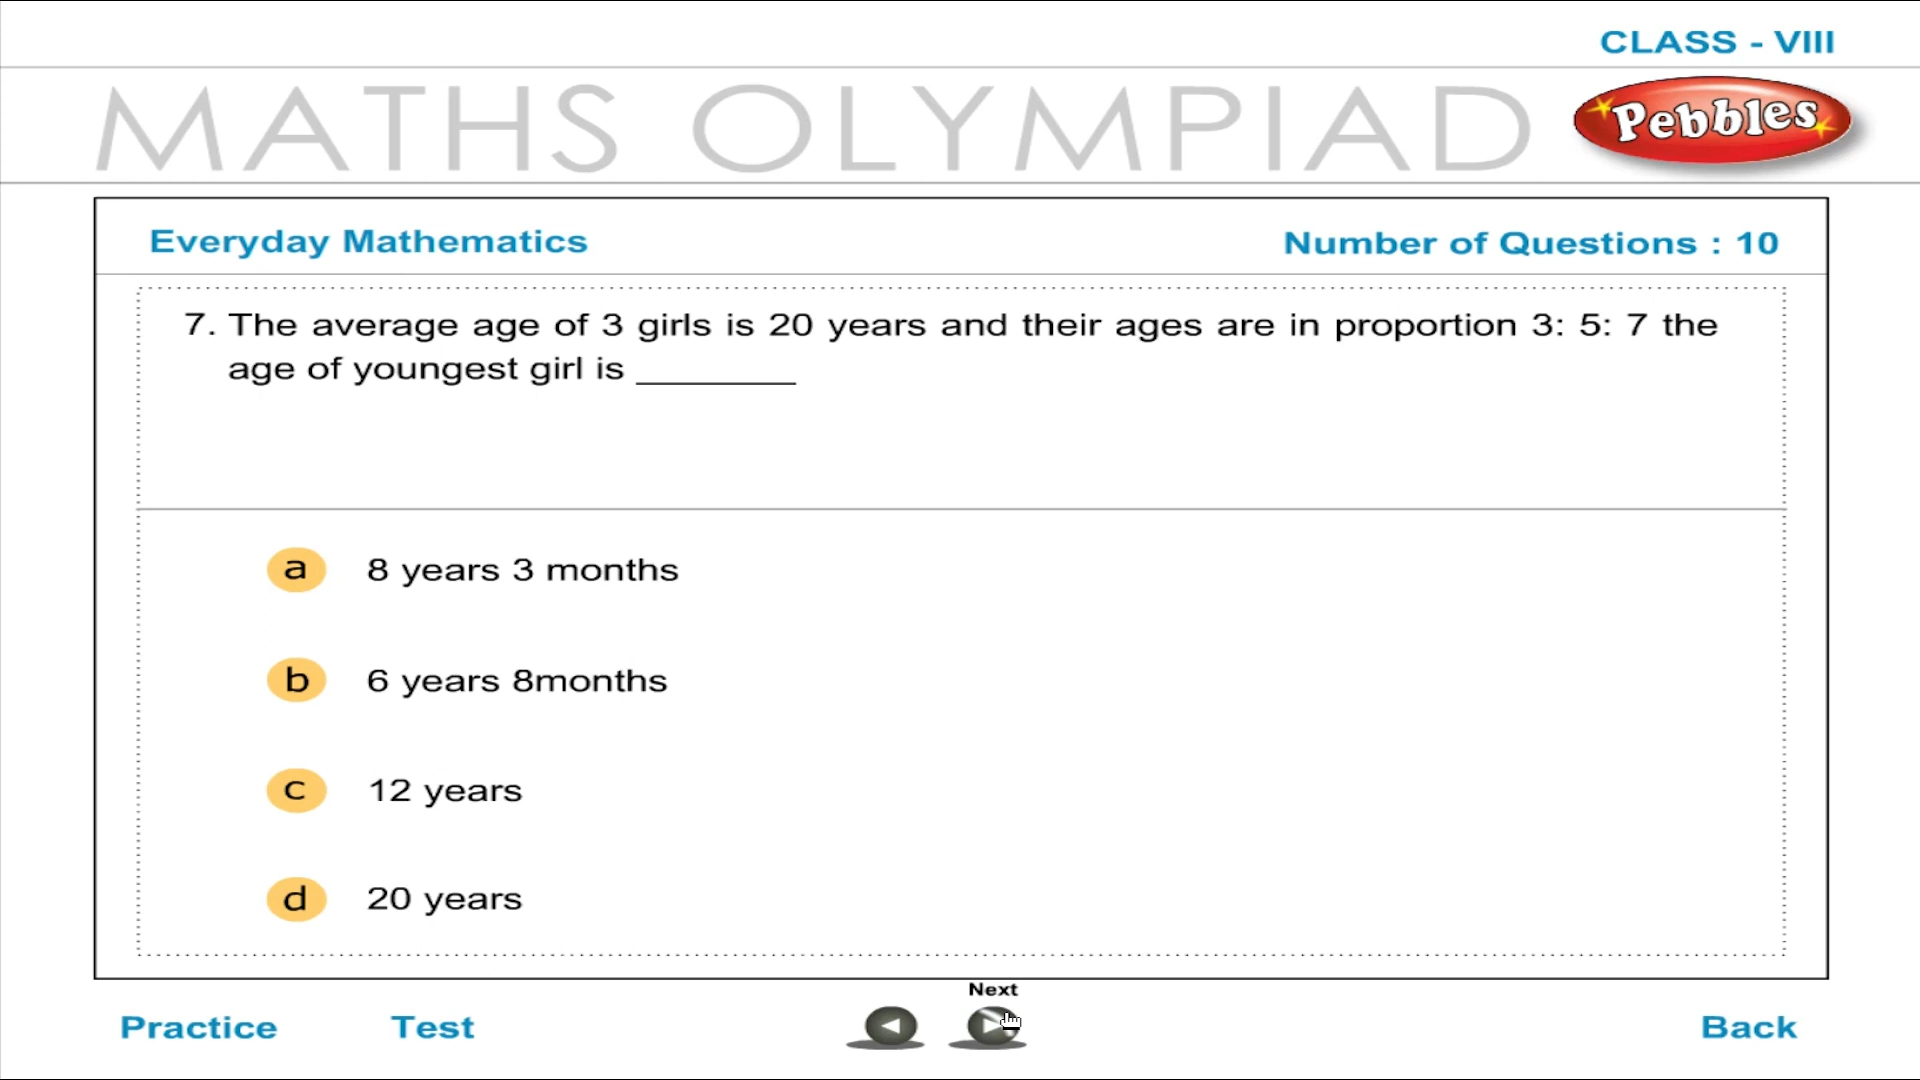 CLASS - VIII
MATHS OLYMPIAD
Pebbles
Everyday Mathematics
Number of Questions : 10
7. The average age of 3 girls is 20 years and their ages are in proportion 3: 5: 7 the
age of youngest girl is __________
a 8 years 3 months
b 6 years 8months
c 12 years
d 20 years
Next
Practice
Test
Back